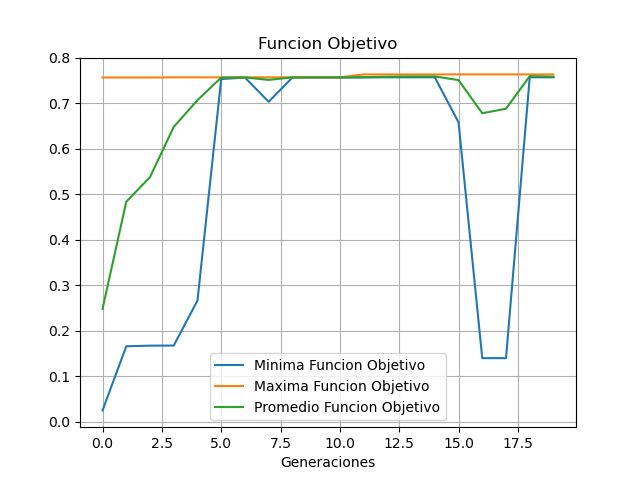 Funcion Objetivo
0.8
0.7
0.6
0.5
0.4
0.3
0.2
0.1
0.0
Minima Funcion Objetivo
Maxima Funcion Objetivo
Promedio Funcion Objetivo
0.0 2.5 5.0 7.5 10.0 12.5 15.0 17.5
Generaciones